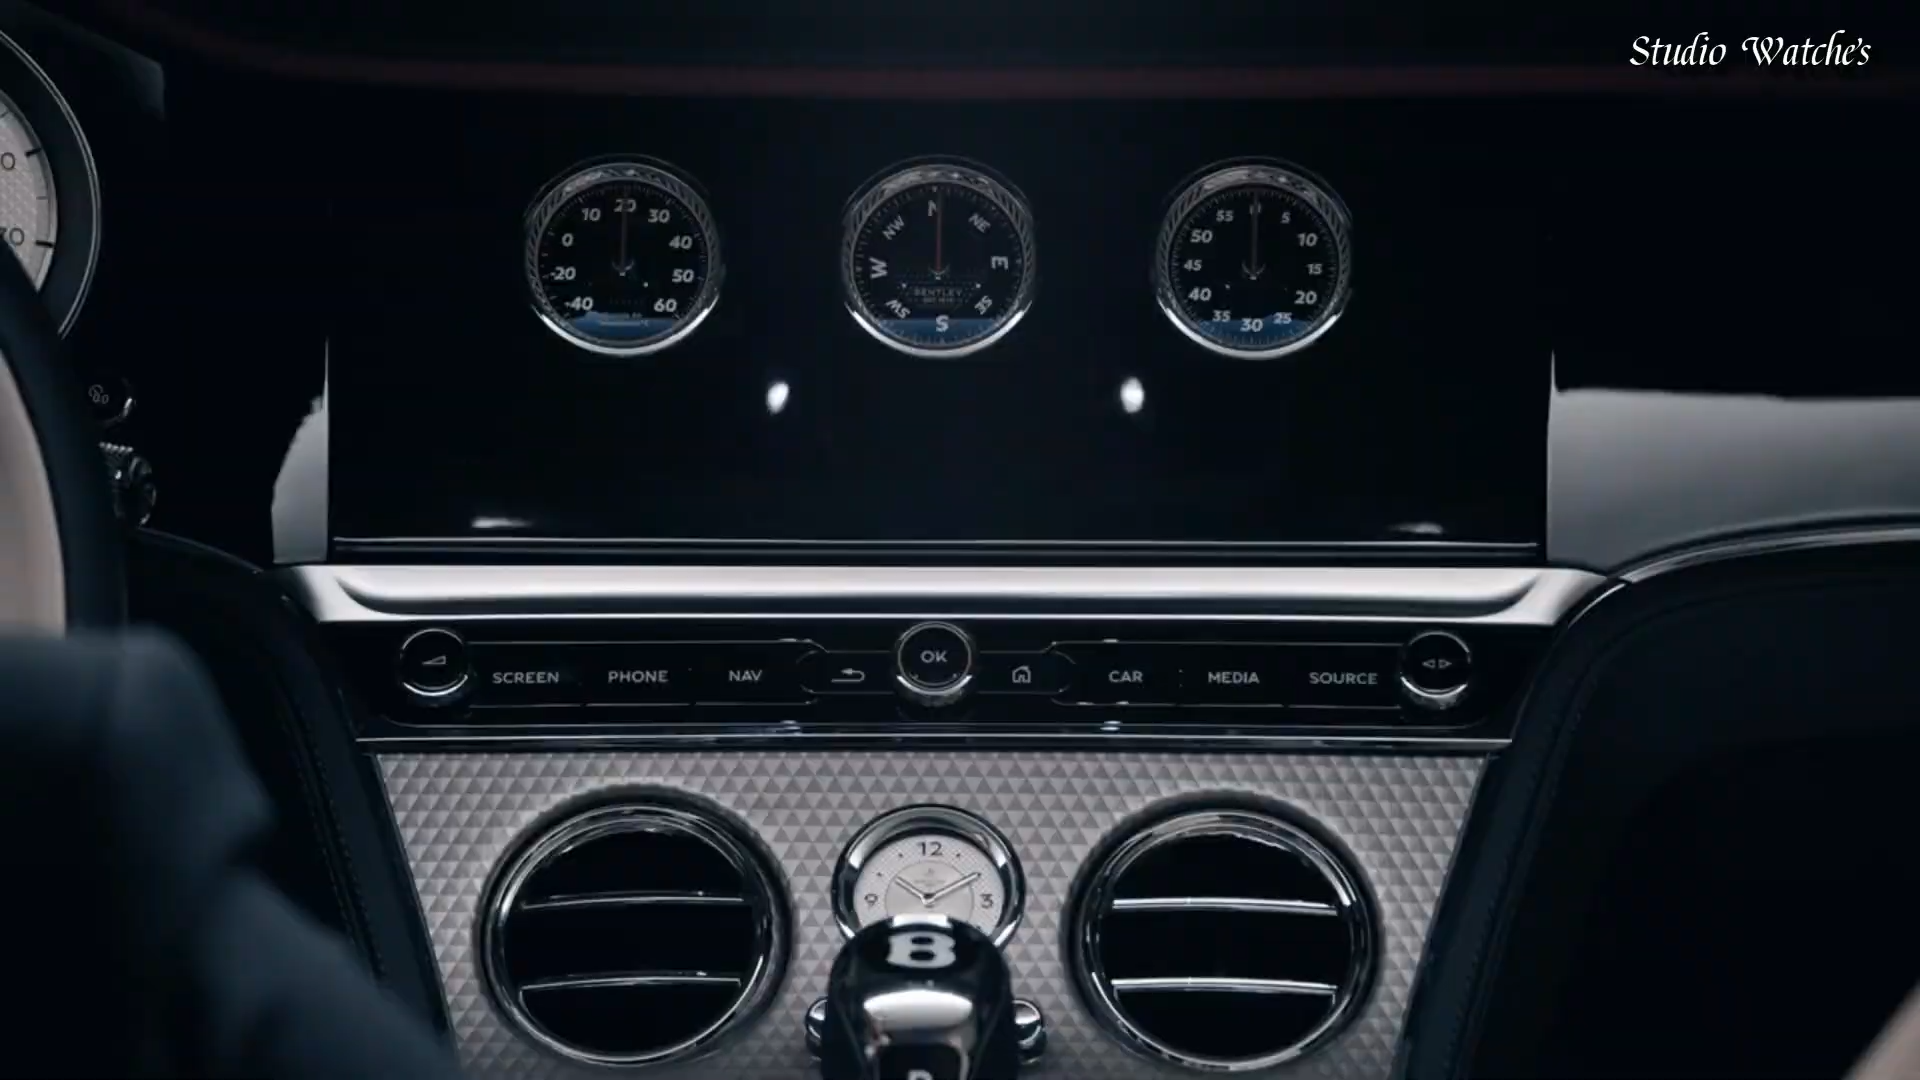 Studio Watche's
10 20 30
0 40
-20 50
-40 60
N
NW NE
W E
BENTLEY
SW SE
S
55 0 5
50 10
45 15
40 20
35 30 25
OK
SCREEN PHONE NAV CAR MEDIA SOURCE
12
9 3
B